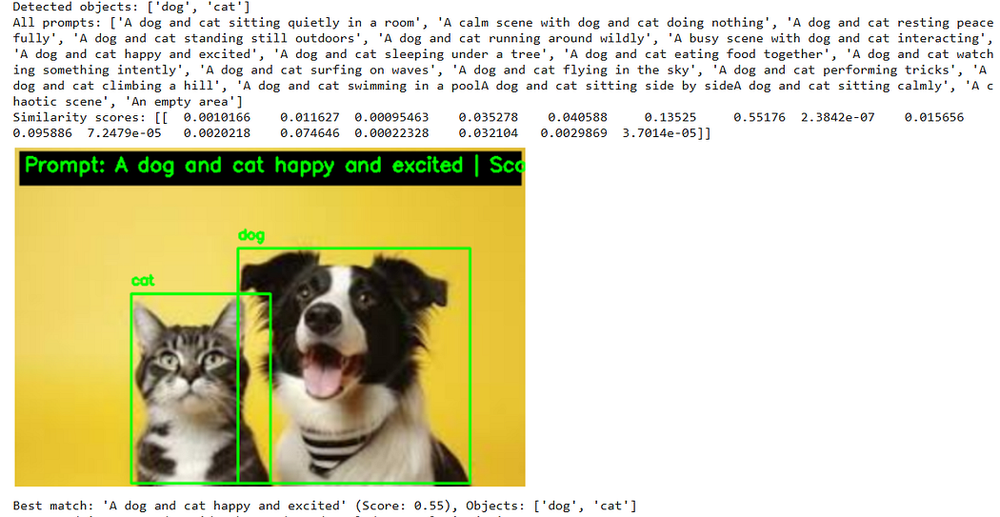 Detected objects: ['dog', 'cat']
All prompts: ['A dog and cat sitting quietly in a room', 'A calm scene with dog and cat doing nothing', 'A dog and cat resting peace
fully', 'A dog and cat standing still outdoors', 'A dog and cat running around wildly', 'A busy scene with dog and cat interacting',
'A dog and cat happy and excited', 'A dog and cat sleeping under a tree', 'A dog and cat eating food together', 'A dog and cat watch
ing something intently', 'A dog and cat surfing on waves', 'A dog and cat flying in the sky', 'A dog and cat performing tricks', 'A
dog and cat climbing a hill', 'A dog and cat swimming in a poolA dog and cat sitting side by sideA dog and cat sitting calmly', 'A c
haotic scene', 'An empty area']
Similarity scores: [[ 0.0010166 0.011627 0.00095463 0.035278 0.040588 0.13525 0.55176 2.3842e-07 0.015656
0.095886 7.2479e-05 0.0020218 0.074646 0.00022328 0.032104 0.0029869 3.7014e-05]]
Prompt: A dog and cat happy and excited | Sco
dog
cat
Best match: 'A dog and cat happy and excited' (Score: 0.55), Objects: ['dog', 'cat']